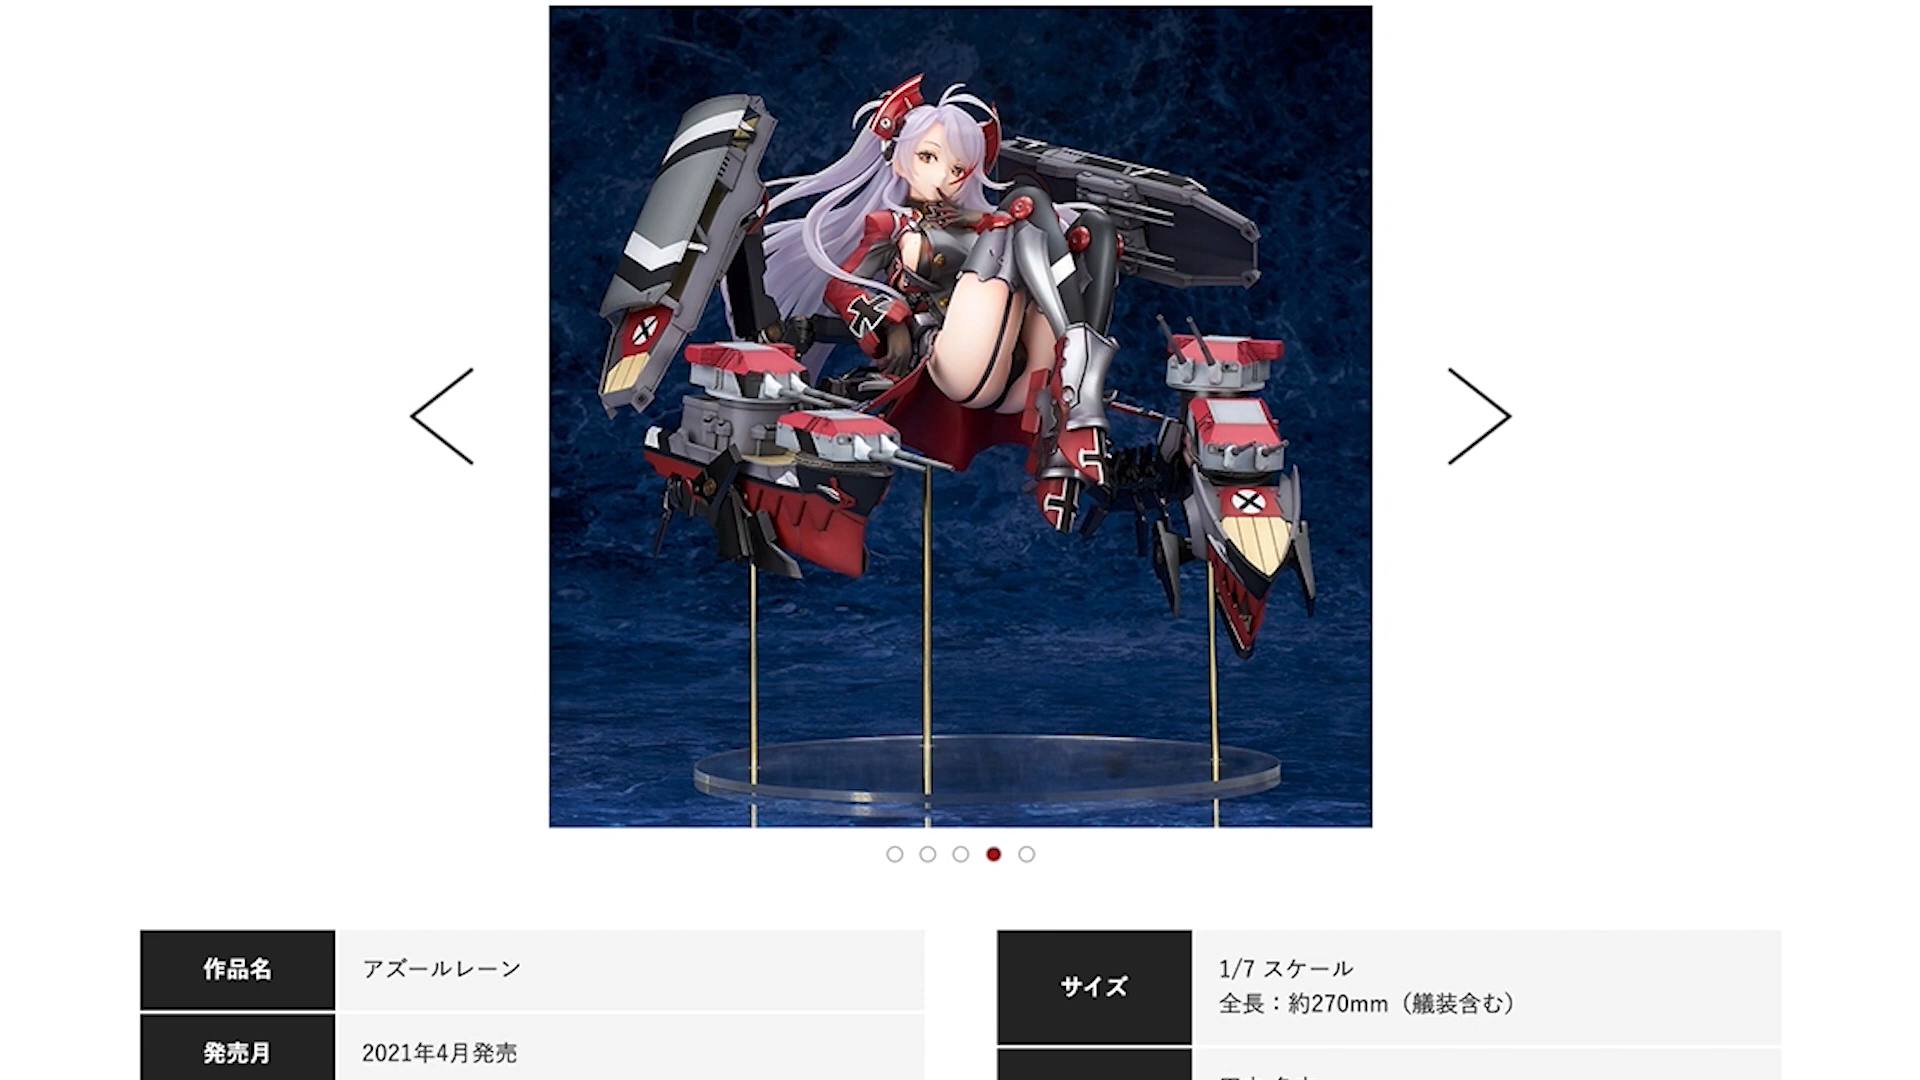 作品名
アズールレーン
発売月
2021年4月発売
サイズ
1/7 スケール
全長：約270mm（艤装含む）